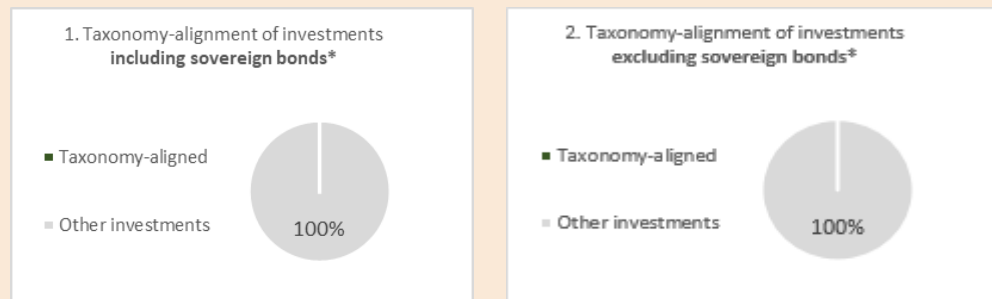 1. Taxonomy-alignment of investments
including sovereign bonds*
Taxonomy-aligned
Other investments
100%
2. Taxonomy-alignment of investments
excluding sovereign bonds*
Taxonomy-aligned
Other investments
100%